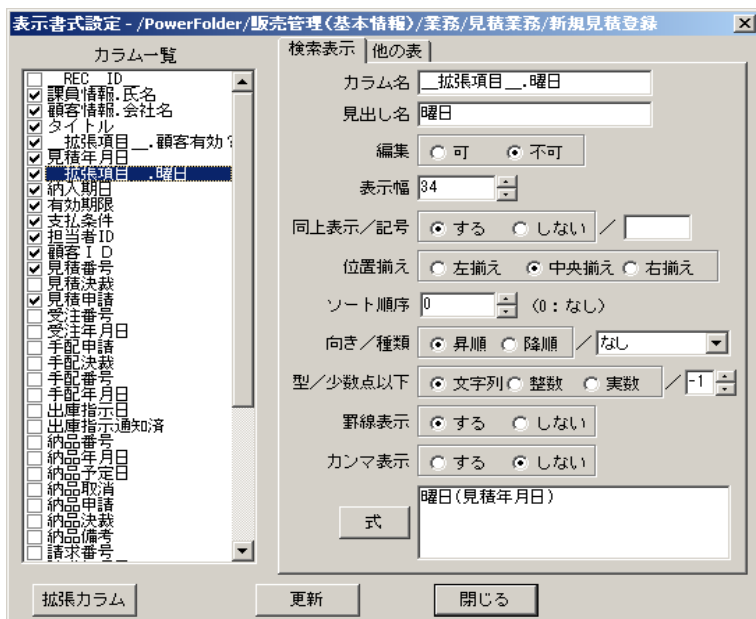 表示書式設定 - /PowerFolder/販売管理(基本情報)/業務/見積業務/新規見積登録
カラム一覧
__REC__ID__
課員情報.氏名
顧客情報.会社名
タイトル
__拡張項目__.顧客有効?
見積年月日
__拡張項目__.曜日
納入期日
有効期限
支払条件
担当者ID
顧客ID
見積番号
見積決裁
見積申請
受注番号
受注年月日
手配申請
手配決裁
手配番号
手配年月日
出庫指示日
出庫指示通知済
納品番号
納品年月日
納品予定日
納品取消
納品申請
納品決裁
納品備考
請求番号
検索表示 他の表
カラム名 __拡張項目__.曜日
見出し名 曜日
編集 可 不可
表示幅 34
同上表示/記号 する しない /
位置揃え 左揃え 中央揃え 右揃え
ソート順序 0 (0:なし)
向き/種類 昇順 降順 / なし
型/少数点以下 文字列 整数 実数 / -1
罫線表示 する しない
カンマ表示 する しない
式 曜日(見積年月日)
拡張カラム 更新 閉じる